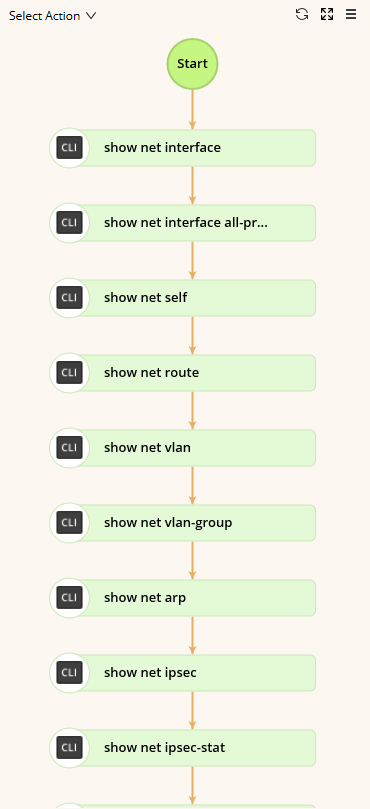 Select Action
Start
CLI show net interface
CLI show net interface all-pr...
CLI show net self
CLI show net route
CLI show net vlan
CLI show net vlan-group
CLI show net arp
CLI show net ipsec
CLI show net ipsec-stat